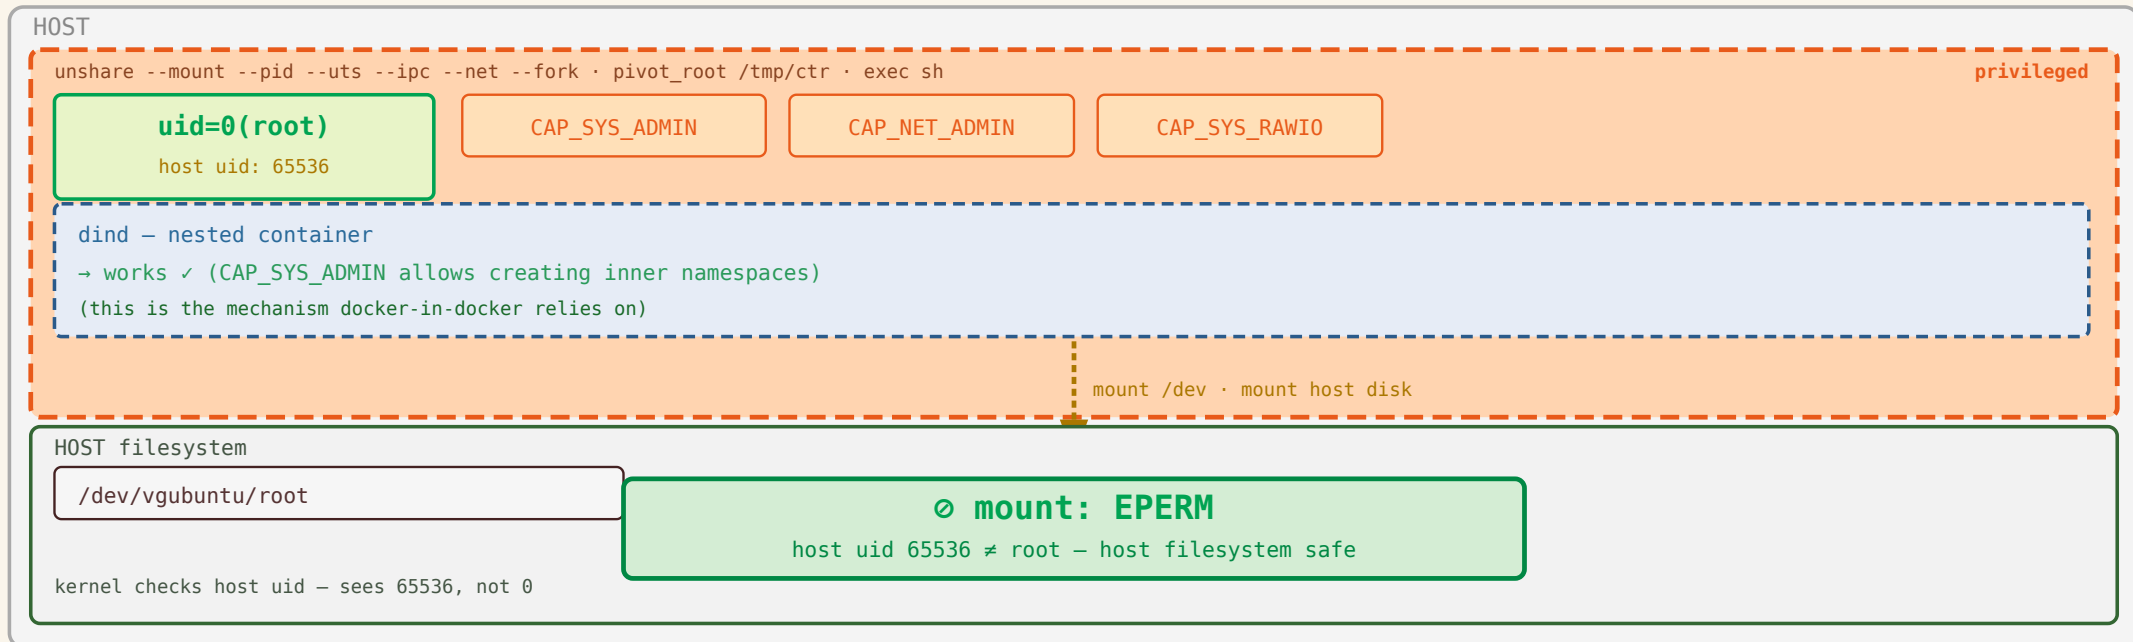 HOST
unshare --mount --pid --uts --ipc --net --fork · pivot_root /tmp/ctr · exec sh
privileged
uid=0(root)
host uid: 65536
CAP_SYS_ADMIN
CAP_NET_ADMIN
CAP_SYS_RAWIO
dind — nested container
→ works ✓ (CAP_SYS_ADMIN allows creating inner namespaces)
(this is the mechanism docker-in-docker relies on)
mount /dev · mount host disk
HOST filesystem
/dev/vgubuntu/root
⊘ mount: EPERM
host uid 65536 ≠ root — host filesystem safe
kernel checks host uid — sees 65536, not 0